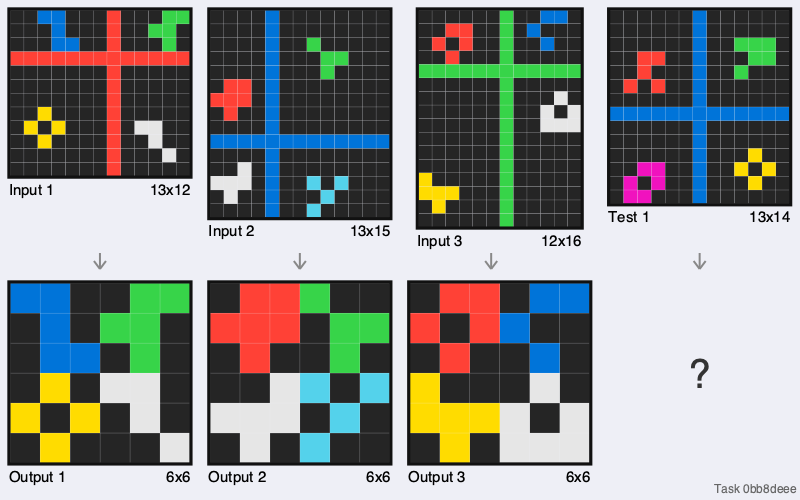 Input 1 13x12
Input 2 13x15
Input 3 12x16
Test 1 13x14
?
Output 1 6x6
Output 2 6x6
Output 3 6x6
Task 0bb8deee